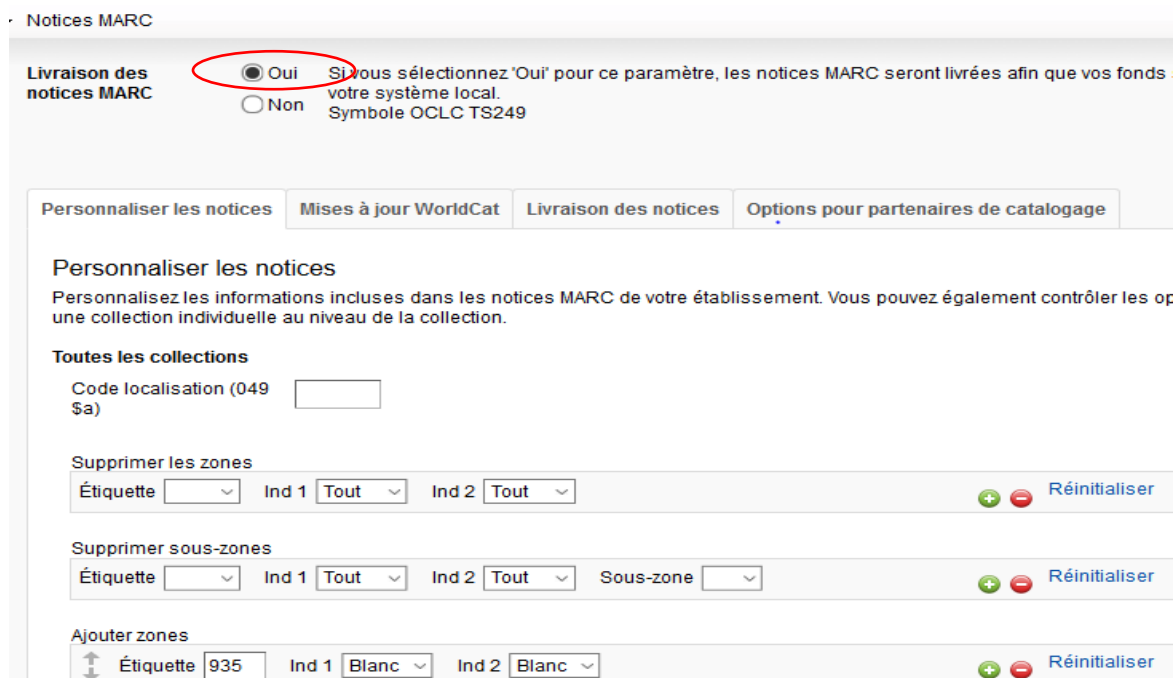 Notices MARC
Livraison des notices MARC
Oui
Non
Si vous sélectionnez 'Oui' pour ce paramètre, les notices MARC seront livrées afin que vos fonds
votre système local.
Symbole OCLC TS249
Personnaliser les notices Mises à jour WorldCat Livraison des notices Options pour partenaires de catalogage
Personnaliser les notices
Personnalisez les informations incluses dans les notices MARC de votre établissement. Vous pouvez également contrôler les op
une collection individuelle au niveau de la collection.
Toutes les collections
Code localisation (049
$a)
Supprimer les zones
Étiquette Ind 1 Tout Ind 2 Tout Réinitialiser
Supprimer sous-zones
Étiquette Ind 1 Tout Ind 2 Tout Sous-zone Réinitialiser
Ajouter zones
Étiquette 935 Ind 1 Blanc Ind 2 Blanc Réinitialiser